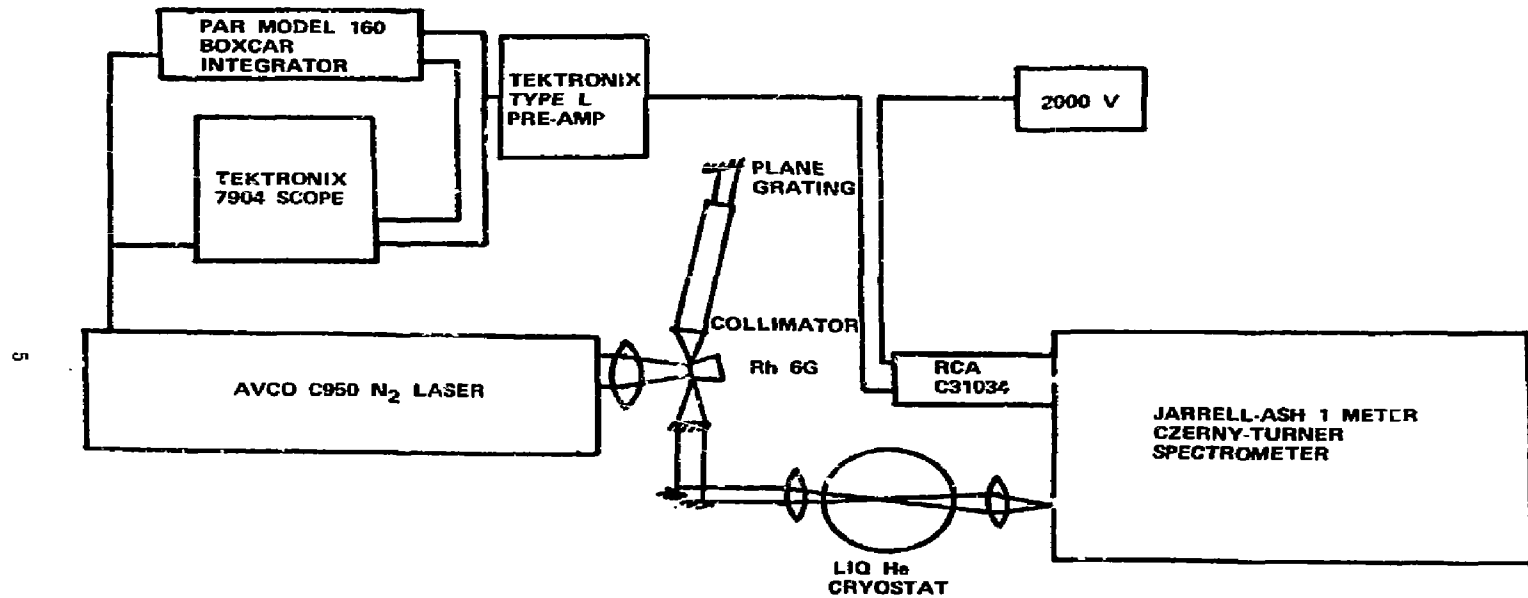 PAR MODEL 160
BOXCAR
INTEGRATOR
TEKTRONIX
TYPE L
PRE-AMP
2000 V
TEKTRONIX
7904 SCOPE
PLANE
GRATING
COLLIMATOR
Rh 6G
AVCO C950 N₂ LASER
RCA
C31034
JARRELL-ASH 1 METER
CZERNY-TURNER
SPECTROMETER
LIQ He
CRYOSTAT
5